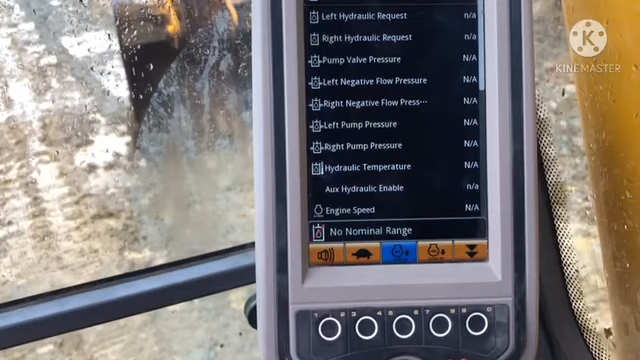 Left Hydraulic Request n/a
Right Hydraulic Request n/a
Pump Valve Pressure N/A
Left Negative Flow Pressure N/A
Right Negative Flow Press··· N/A
Left Pump Pressure N/A
Right Pump Pressure N/A
Hydraulic Temperature N/A
Aux Hydraulic Enable n/a
Engine Speed N/A
No Nominal Range
1 2 3 4 5 6 7 8 9 0
KINEMASTER